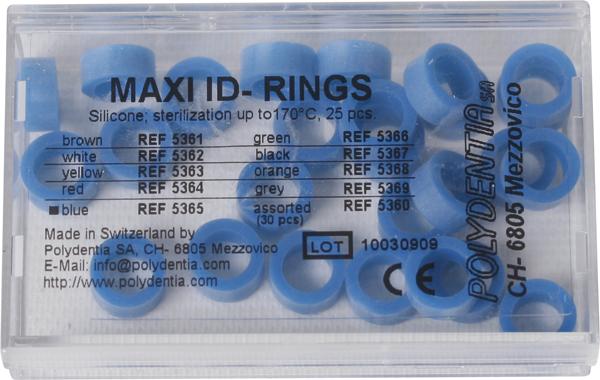 MAXI ID- RINGS
Silicone; sterilization up to170°C, 25 pcs.
brown REF 5361 green REF 5366
white REF 5362 black REF 5367
yellow REF 5363 orange REF 5368
red REF 5364 grey REF 5369
■ blue REF 5365 assorted REF 5360
(30 pcs)
Made in Switzerland by
Polydentia SA, CH- 6805 Mezzovico
E-Mail: info@polydentia.com
http://www.polydentia.com
LOT 10030909
CE
POLYDENTIA SA
CH- 6805 Mezzovico